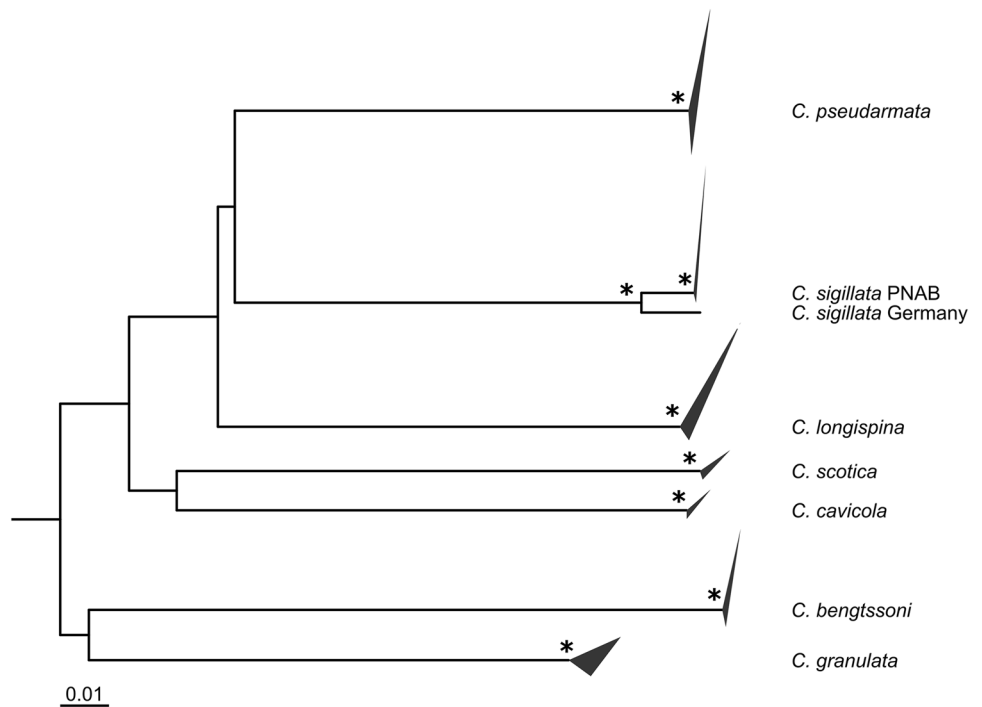 *
C. pseudarmata
*
*
C. sigillata PNAB
C. sigillata Germany
*
C. longispina
*
C. scotica
*
C. cavicola
*
C. bengtssoni
*
C. granulata
0.01